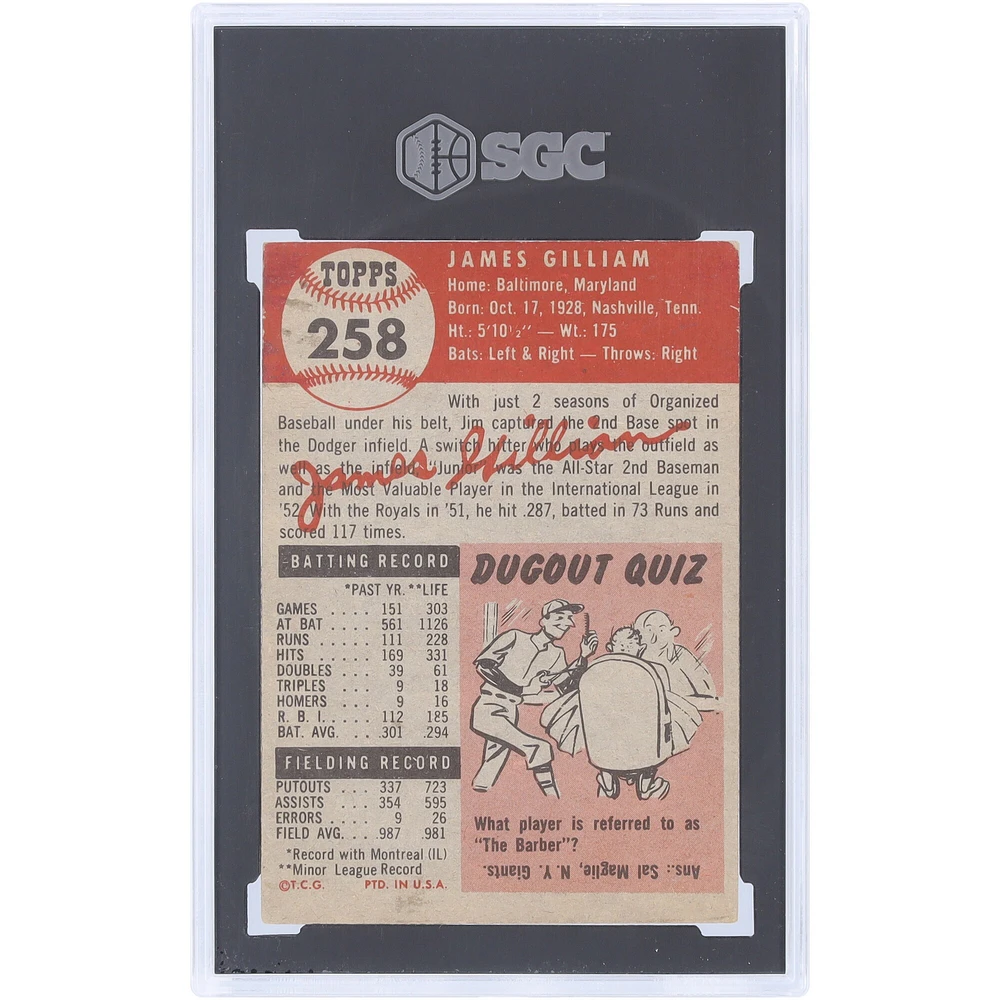 SGC
TOPPS
258
JAMES GILLIAM
Home: Baltimore, Maryland
Born: Oct. 17, 1928, Nashville, Tenn.
Ht.: 5'10½" — Wt.: 175
Bats: Left & Right — Throws: Right
With just 2 seasons of Organized
Baseball under his belt, Jim captured the 2nd Base spot in
the Dodger infield. A switch hitter who plays the outfield as
well as the infield, "Junior" was the All-Star 2nd Baseman
and the Most Valuable Player in the International League in
'52. With the Royals in '51, he hit .287, batted in 73 Runs and
scored 117 times.
James Gilliam
BATTING RECORD
*PAST YR. **LIFE
GAMES .... 151 303
AT BAT .... 561 1126
RUNS .... 111 228
HITS .... 169 331
DOUBLES ... 39 61
TRIPLES ... 9 18
HOMERS ... 9 16
R. B. I..... 112 185
BAT. AVG. ... .301 .294
FIELDING RECORD
PUTOUTS ... 337 723
ASSISTS ... 354 595
ERRORS .... 9 26
FIELD AVG. .. .987 .981
*Record with Montreal (IL)
**Minor League Record
©T.C.G. PTD. IN U.S.A.
DUGOUT QUIZ
What player is referred to as
"The Barber"?
Ans.: Sal Maglie, N. Y. Giants.